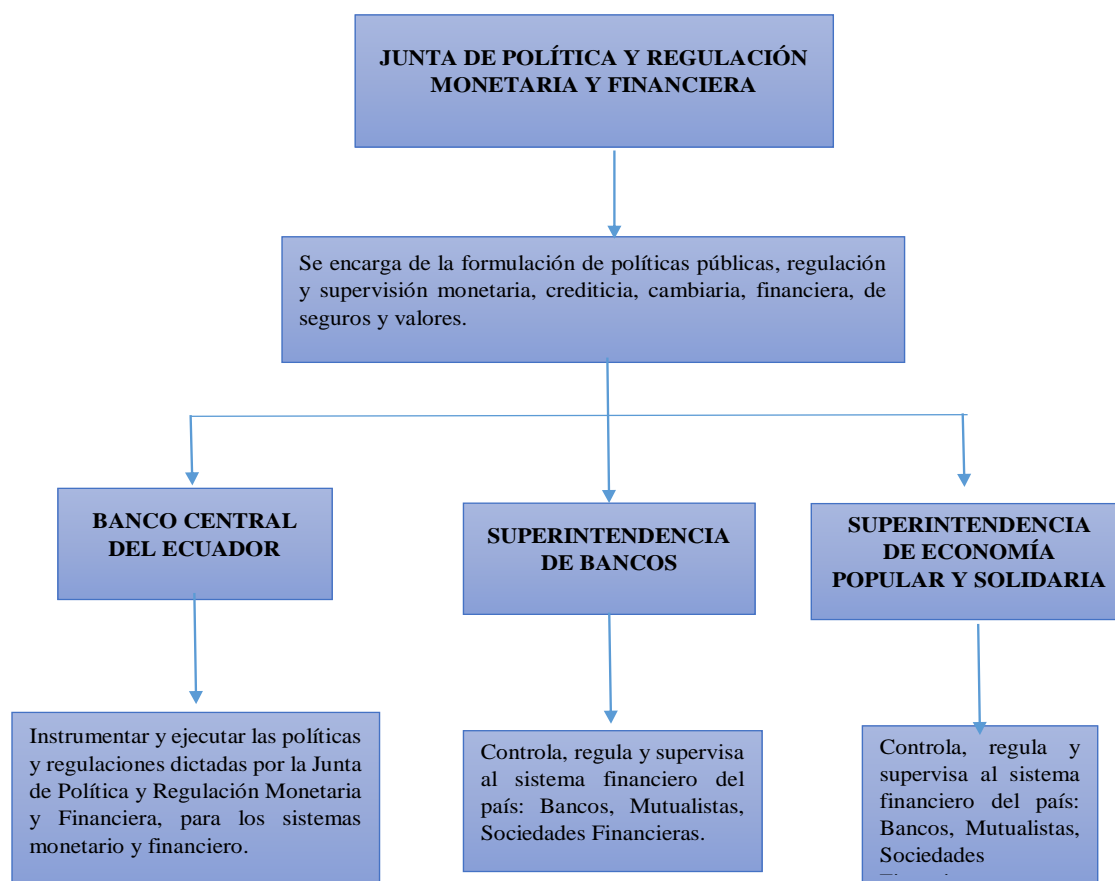 JUNTA DE POLÍTICA Y REGULACIÓN
MONETARIA Y FINANCIERA
Se encarga de la formulación de políticas públicas, regulación
y supervisión monetaria, crediticia, cambiaria, financiera, de
seguros y valores.
BANCO CENTRAL
DEL ECUADOR
SUPERINTENDENCIA
DE BANCOS
SUPERINTENDENCIA
DE ECONOMÍA
POPULAR Y SOLIDARIA
Instrumentar y ejecutar las políticas
y regulaciones dictadas por la Junta
de Política y Regulación Monetaria
y Financiera, para los sistemas
monetario y financiero.
Controla, regula y supervisa
al sistema financiero del
país: Bancos, Mutualistas,
Sociedades Financieras.
Controla, regula y
supervisa al sistema
financiero del país:
Bancos, Mutualistas,
Sociedades